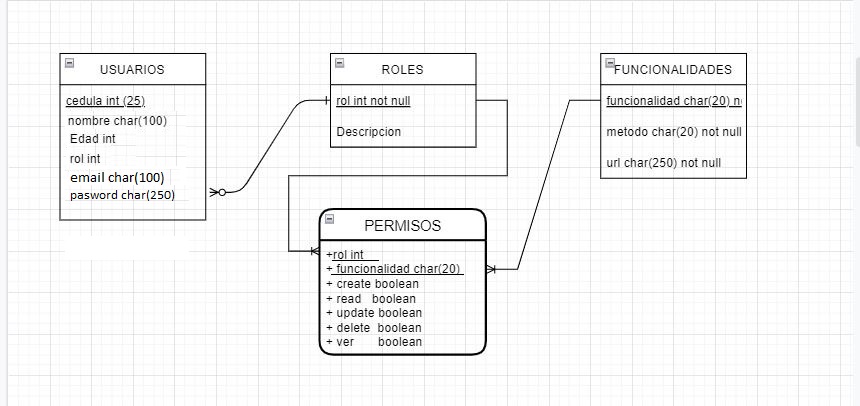 USUARIOS
cedula int (25)
nombre char(100)
Edad int
rol int
email char(100)
pasword char(250)
ROLES
rol int not null
Descripcion
FUNCIONALIDADES
funcionalidad char(20) n
metodo char(20) not null
url char(250) not null
PERMISOS
+rol int
+ funcionalidad char(20)
+ create boolean
+ read boolean
+ update boolean
+ delete boolean
+ ver boolean